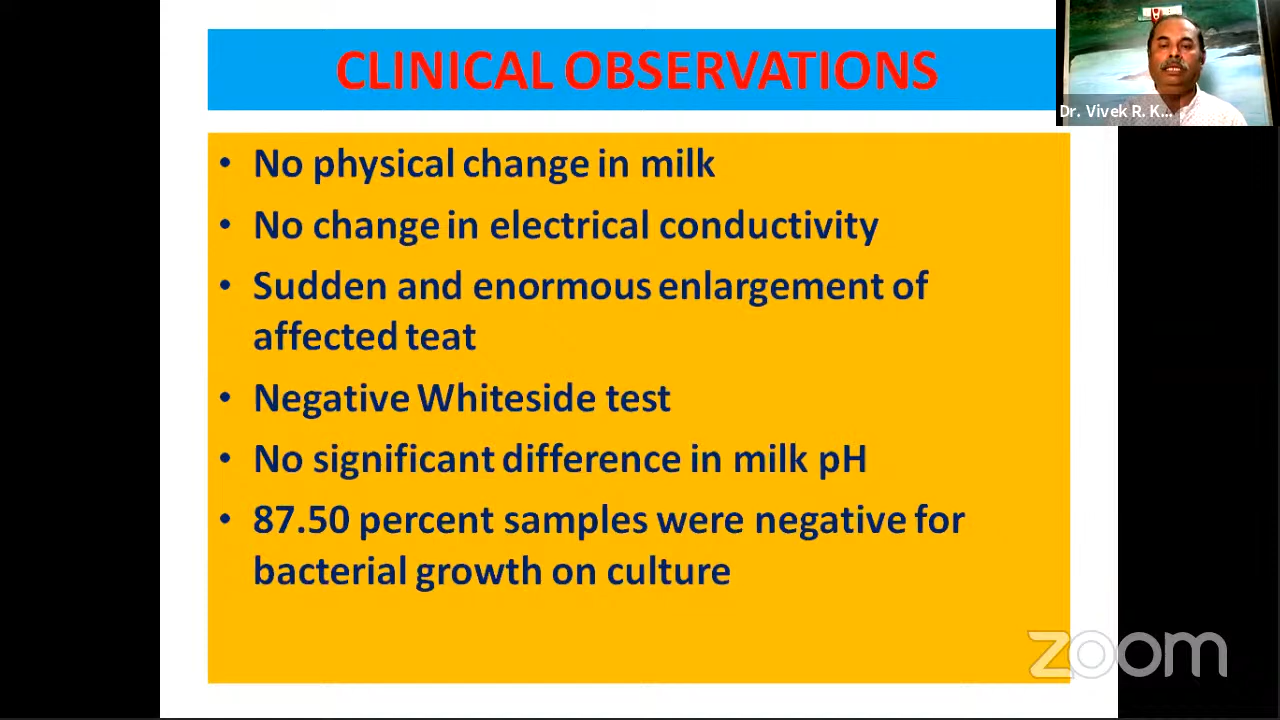 CLINICAL OBSERVATIONS
Dr. Vivek R. K...
• No physical change in milk
• No change in electrical conductivity
• Sudden and enormous enlargement of
affected teat
• Negative Whiteside test
• No significant difference in milk pH
• 87.50 percent samples were negative for
bacterial growth on culture
zoom